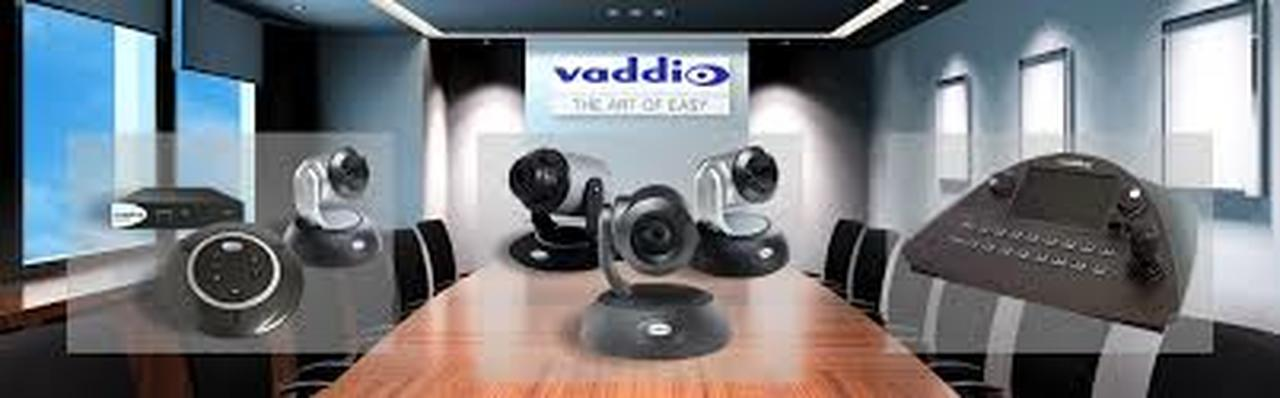 vaddio
THE ART OF EASY